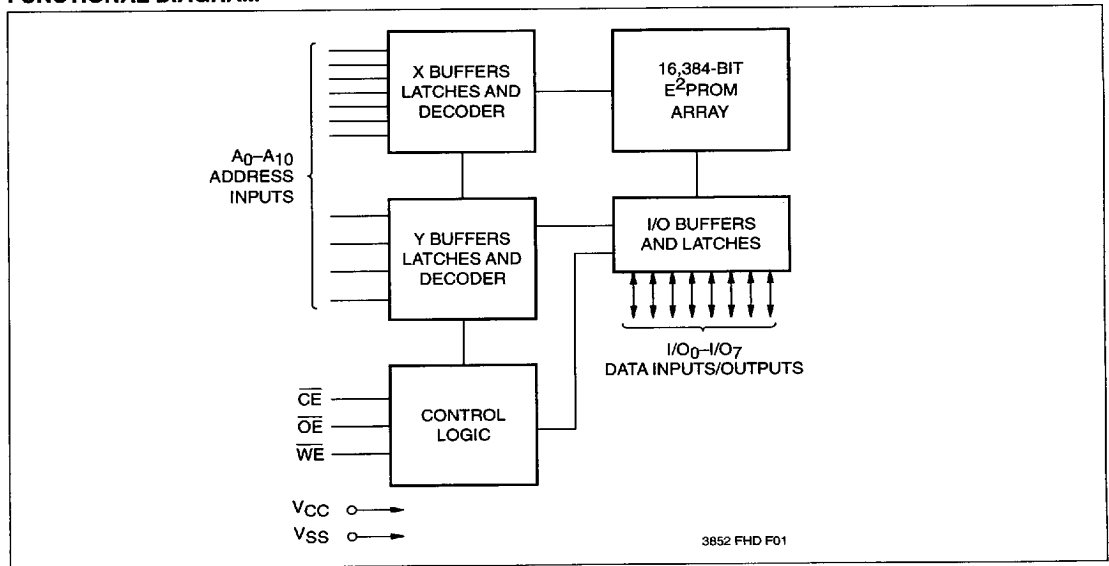 X BUFFERS
LATCHES AND
DECODER
16,384-BIT
E2PROM
ARRAY
A0–A10
ADDRESS
INPUTS
Y BUFFERS
LATCHES AND
DECODER
I/O BUFFERS
AND LATCHES
I/O0–I/O7
DATA INPUTS/OUTPUTS
CE
OE
WE
CONTROL
LOGIC
VCC
VSS
3852 FHD F01